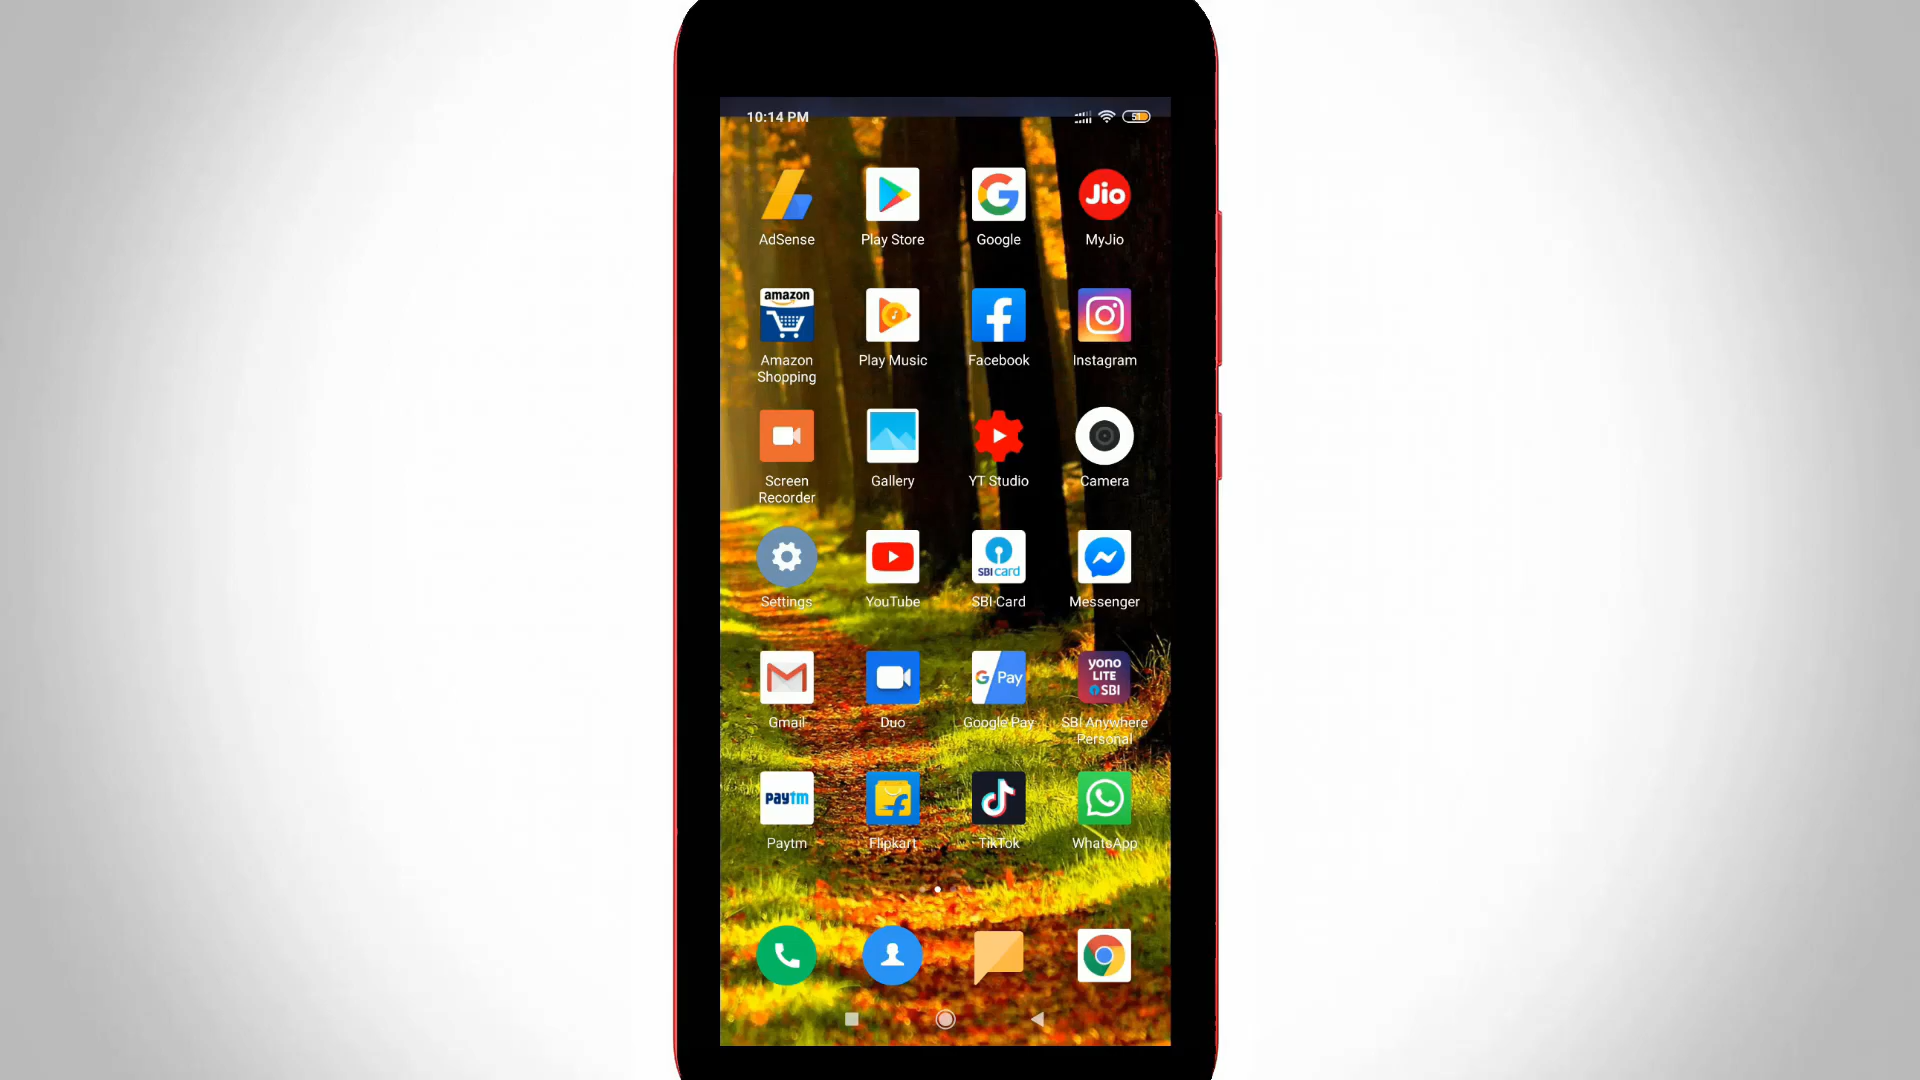 10:14 PM
51
AdSense
Play Store
Google
Jio
MyJio
amazon
Amazon
Shopping
Play Music
Facebook
Instagram
Screen
Recorder
Gallery
YT Studio
Camera
Settings
YouTube
SBI card
SBI Card
Messenger
Gmail
Duo
G Pay
Google Pay
yono
LITE
SBI
SBI Anywhere
Personal
paytm
Paytm
Flipkart
TikTok
WhatsApp